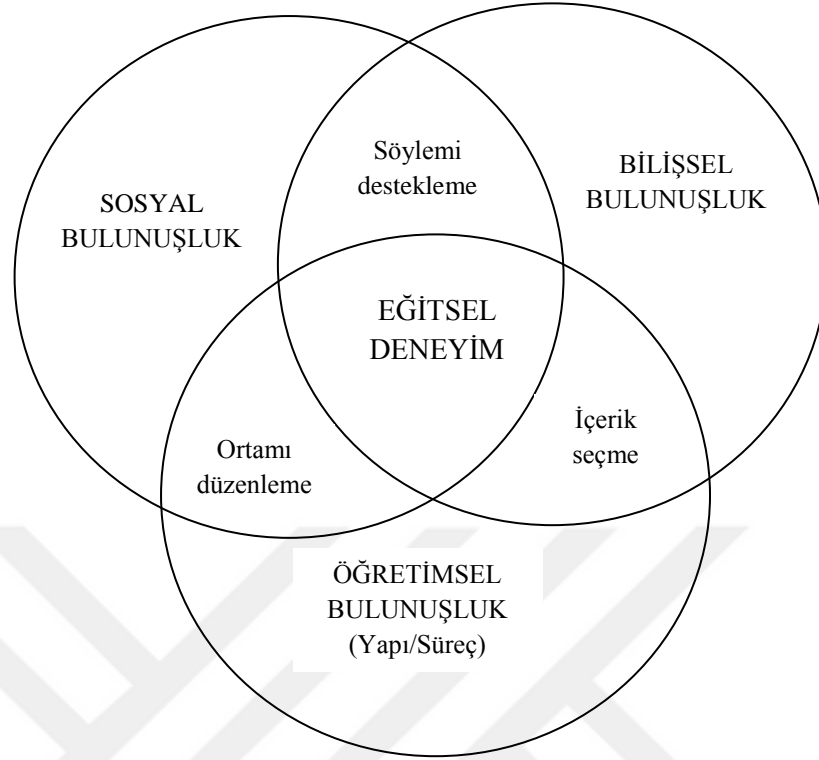 Söylemi
destekleme
BİLİŞSEL
BULUNUŞLUK
SOSYAL
BULUNUŞLUK
EĞİTSEL
DENEYİM
İçerik
seçme
Ortamı
düzenleme
ÖĞRETİMSEL
BULUNUŞLUK
(Yapı/Süreç)